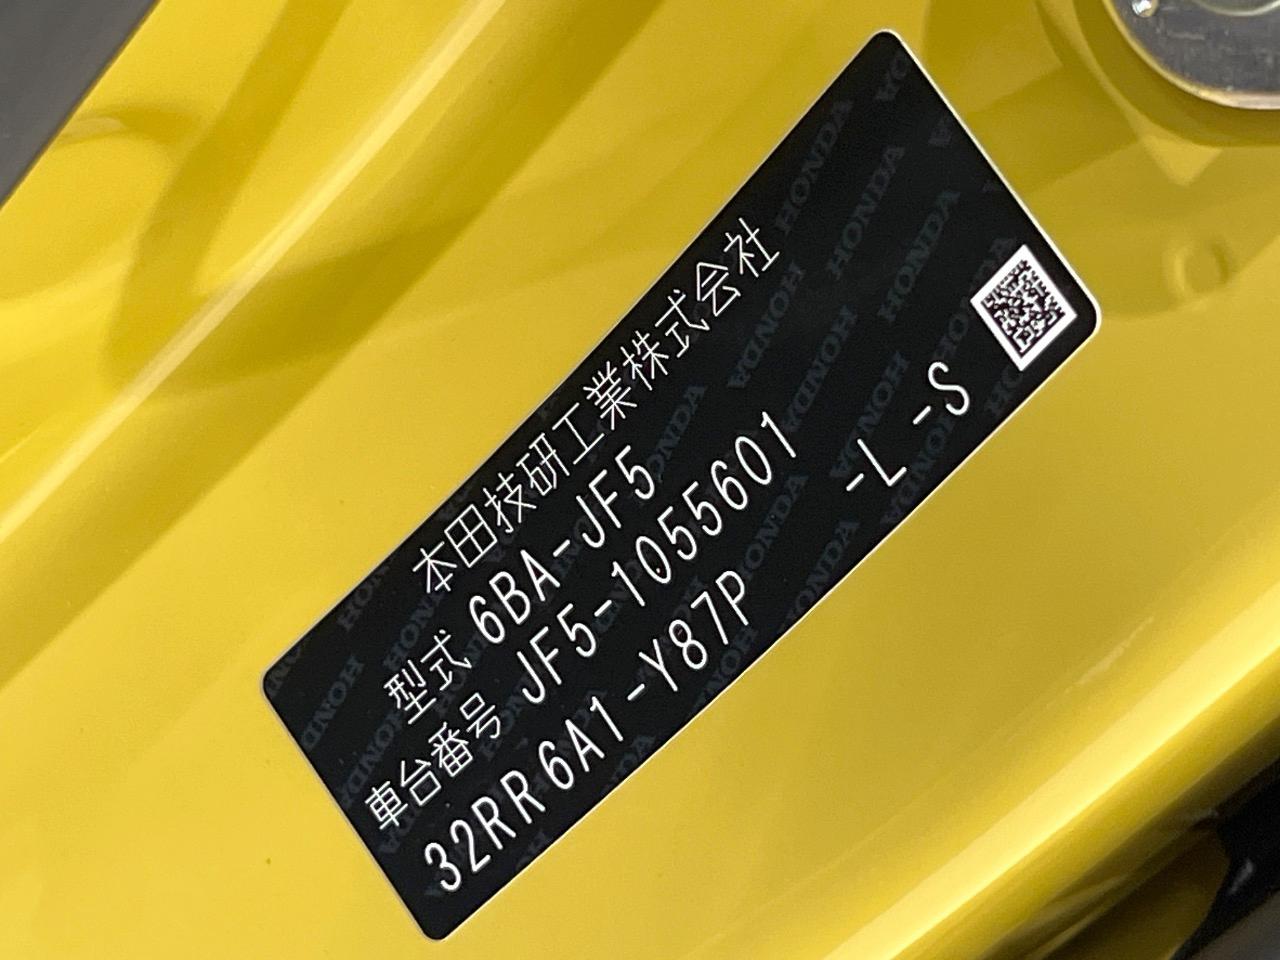 本田技研工業株式会社
型式 6BA-JF5
車台番号 JF5-1055601
32RR6A1-Y87P -L -S